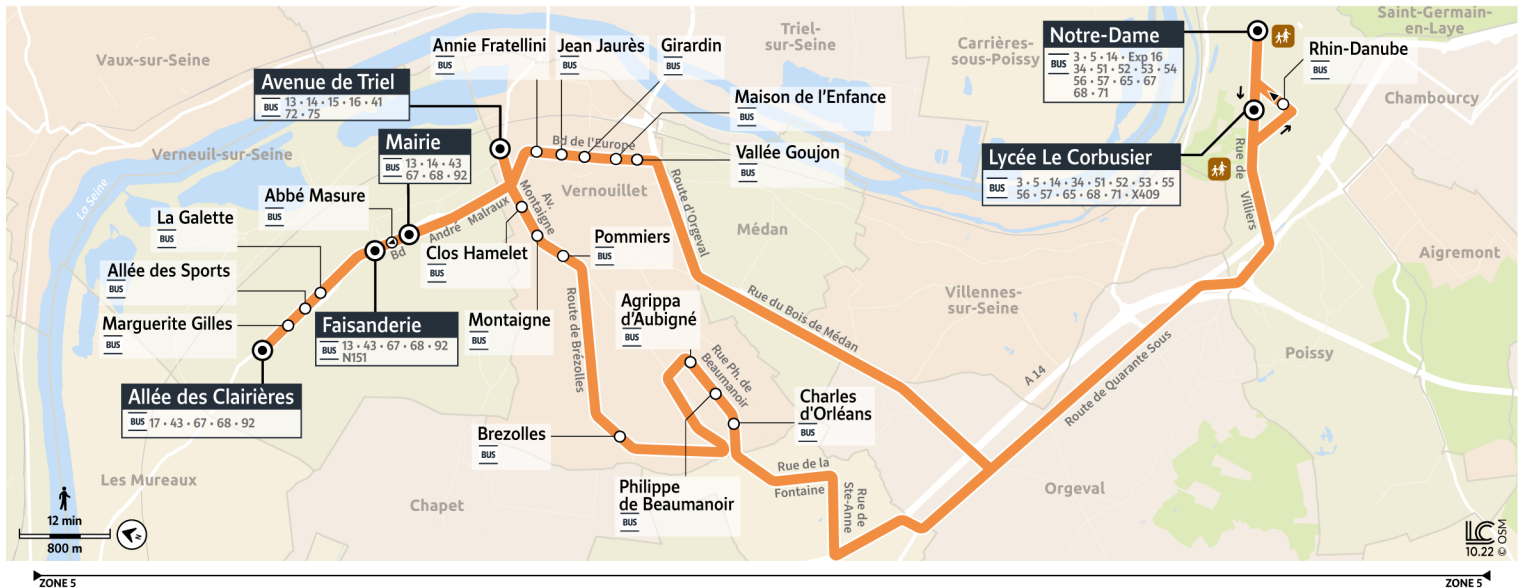 Saint-Germain-
en-Laye
Vaux-sur-Seine
Triel-
sur-Seine
Carrières-
sous-Poissy
Chambourcy
Verneuil-sur-Seine
La Seine
Vernouillet
Médan
Villennes-
sur-Seine
Aigremont
Poissy
Orgeval
Chapet
Les Mureaux
Annie Fratellini
BUS
Jean Jaurès
BUS
Girardin
BUS
Maison de l'Enfance
BUS
Vallée Goujon
BUS
Notre-Dame
BUS 3 • 5 • 14 • Exp 16
34 • 51 • 52 • 53 • 54
56 • 57 • 65 • 67
68 • 71
Rhin-Danube
BUS
Lycée Le Corbusier
BUS 3 • 5 • 14 • 34 • 51 • 52 • 53 • 55
56 • 57 • 65 • 68 • 71 • X409
Avenue de Triel
BUS 13 • 14 • 15 • 16 • 41
72 • 75
Mairie
BUS 13 • 14 • 43
67 • 68 • 92
Abbé Masure
BUS
La Galette
BUS
Allée des Sports
BUS
Marguerite Gilles
BUS
Faisanderie
BUS 13 • 43 • 67 • 68 • 92
N151
Allée des Clairières
BUS 17 • 43 • 67 • 68 • 92
Clos Hamelet
BUS
Pommiers
BUS
Montaigne
BUS
Agrippa
d'Aubigné
BUS
Brezolles
BUS
Philippe
de Beaumanoir
BUS
Charles
d'Orléans
BUS
Bd de l'Europe
Av.
Montaigne
Bd André Malraux
Route d'Orgeval
Rue du Bois de Médan
Route de Brézolles
Rue Ph. de
Beaumanoir
Rue de la
Fontaine
Rue de
Ste-Anne
A 14
Route de Quarante Sous
Rue de Villiers
12 min
800 m
LC
10.22 © OSM
ZONE 5
ZONE 5